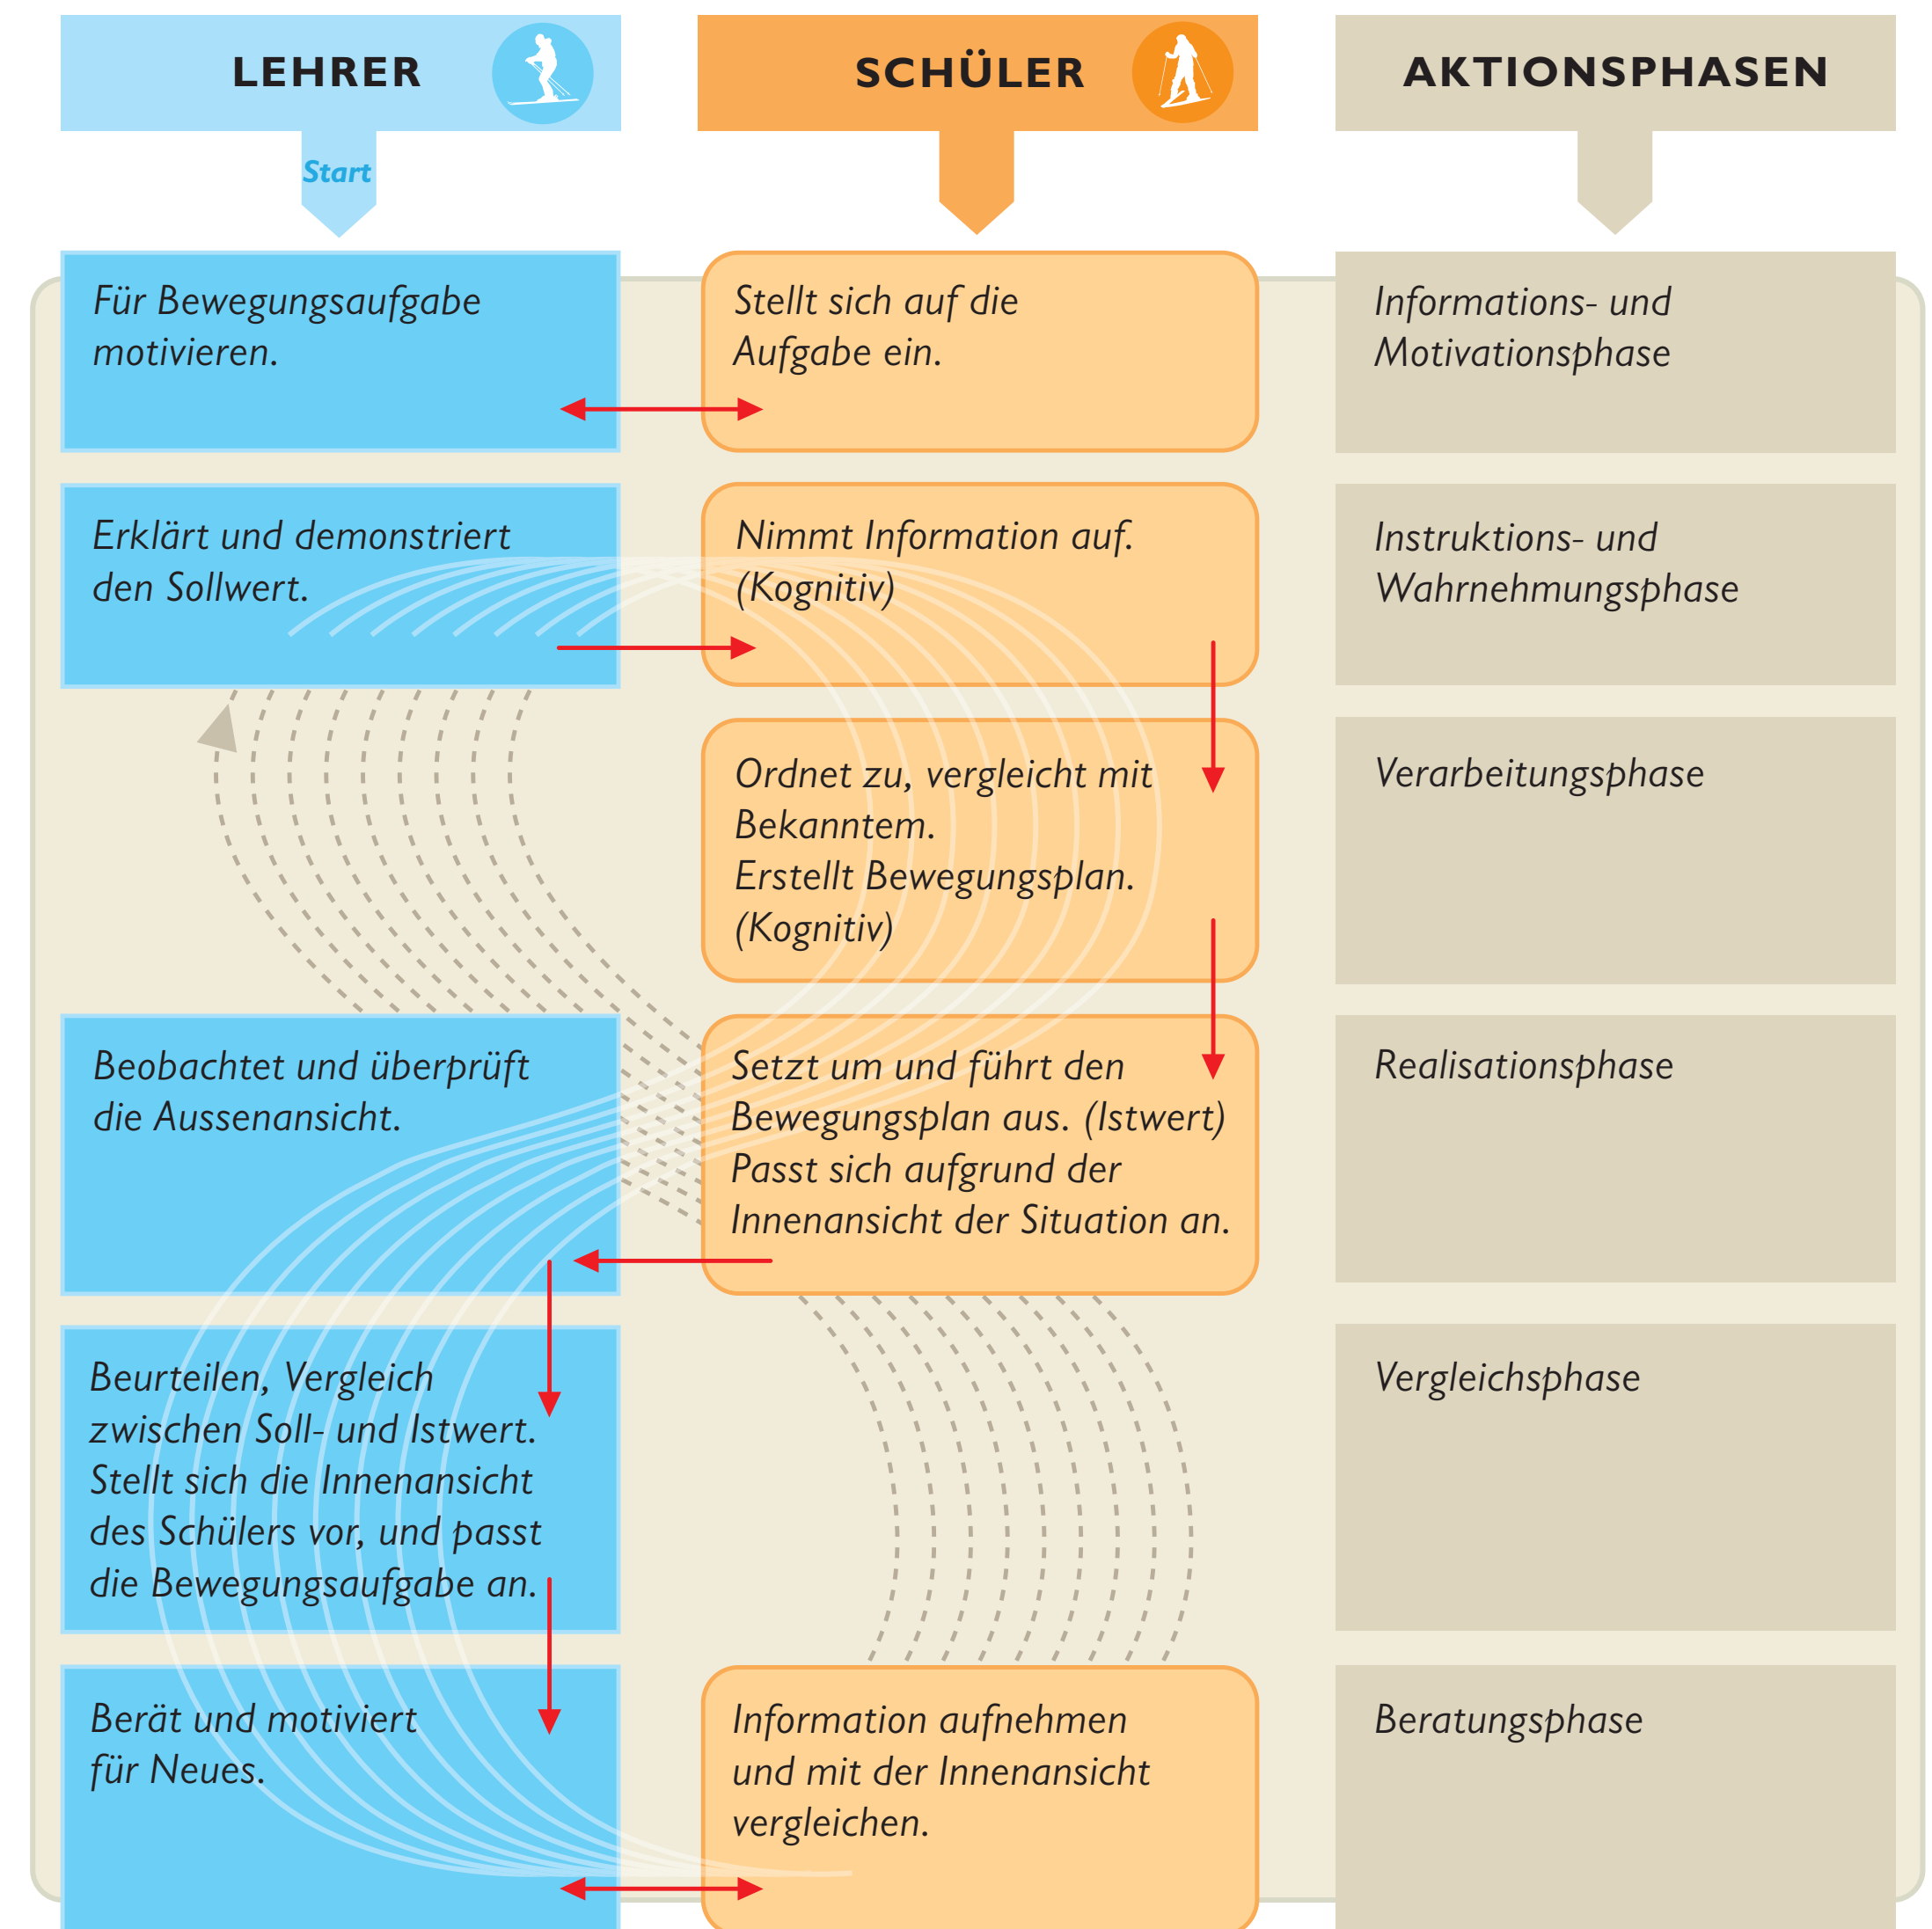 LEHRER
SCHÜLER
AKTIONSPHASEN
Start
Für Bewegungsaufgabe
motivieren.
Stellt sich auf die
Aufgabe ein.
Informations- und
Motivationsphase
Erklärt und demonstriert
den Sollwert.
Nimmt Information auf.
(Kognitiv)
Instruktions- und
Wahrnehmungsphase
Ordnet zu, vergleicht mit
Bekanntem.
Erstellt Bewegungsplan.
(Kognitiv)
Verarbeitungsphase
Beobachtet und überprüft
die Aussenansicht.
Setzt um und führt den
Bewegungsplan aus. (Istwert)
Passt sich aufgrund der
Innenansicht der Situation an.
Realisationsphase
Beurteilen, Vergleich
zwischen Soll- und Istwert.
Stellt sich die Innenansicht
des Schülers vor, und passt
die Bewegungsaufgabe an.
Vergleichsphase
Berät und motiviert
für Neues.
Information aufnehmen
und mit der Innenansicht
vergleichen.
Beratungsphase